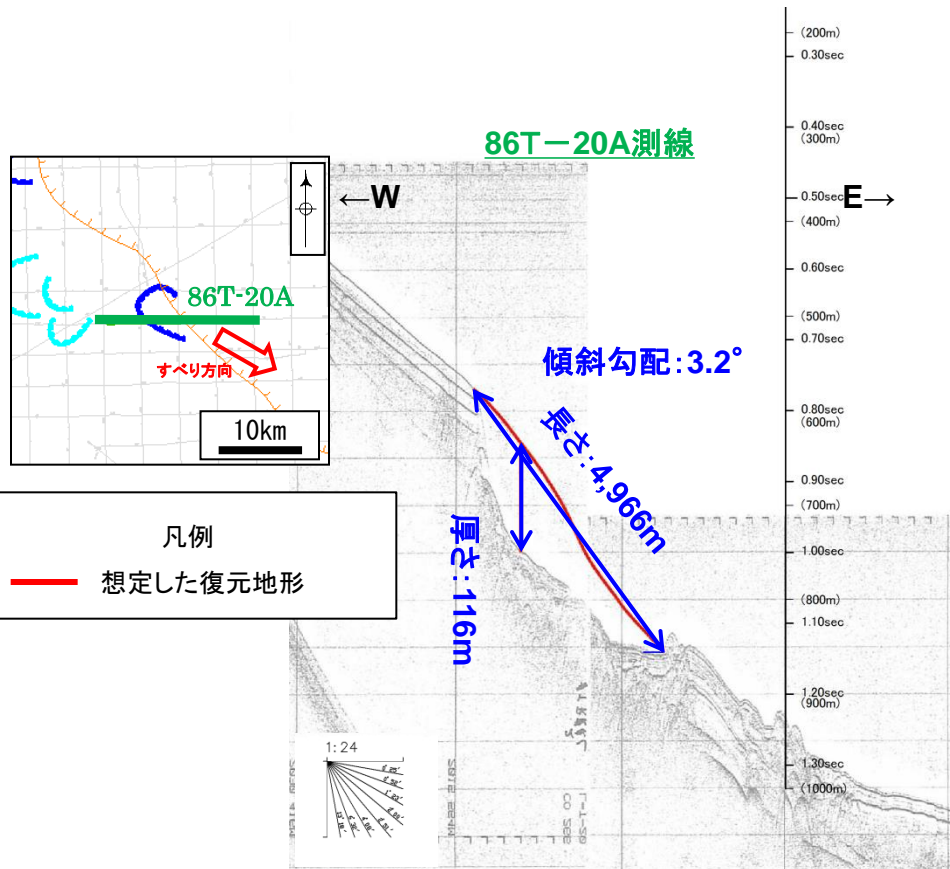 86T-20A測線
←W
E→
(200m)
0.30sec
0.40sec
(300m)
0.50sec
(400m)
0.60sec
(500m)
0.70sec
0.80sec
(600m)
0.90sec
(700m)
1.00sec
(800m)
1.10sec
1.20sec
(900m)
1.30sec
(1000m)
86T-20A
すべり方向
10km
傾斜勾配:3.2°
長さ:4,966m
厚さ:116m
凡例
想定した復元地形
1:24